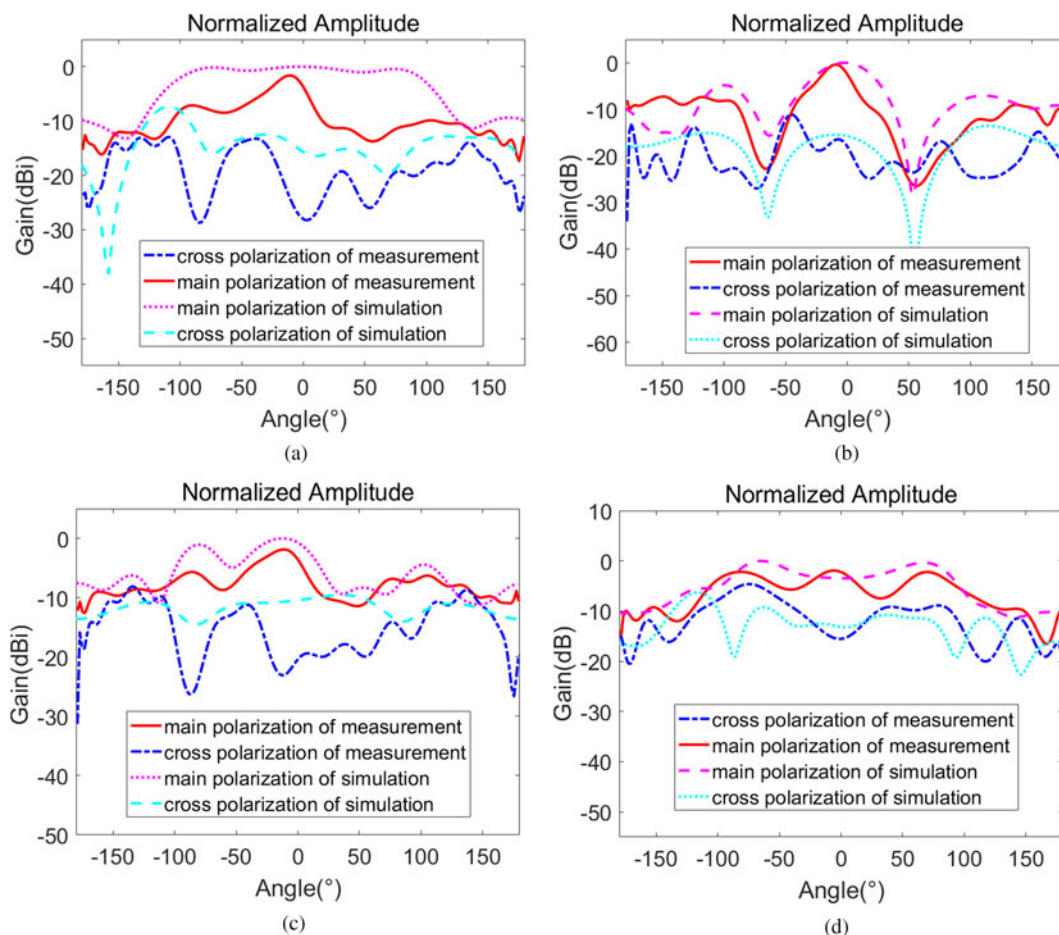 Normalized Amplitude
0
-10
-20
-30
-40
-50
Gain(dBi)
cross polarization of measurement
main polarization of measurement
main polarization of simulation
cross polarization of simulation
-150 -100 -50 0 50 100 150
Angle(°)
(a)
Normalized Amplitude
0
-10
-20
-30
-40
-50
-60
Gain(dB)
main polarization of measurement
cross polarization of measurement
main polarization of simulation
cross polarization of simulation
-150 -100 -50 0 50 100 150
Angle(°)
(b)
Normalized Amplitude
0
-10
-20
-30
-40
-50
Gain(dBi)
main polarization of measurement
cross polarization of measurement
main polarization of simulation
cross polarization of simulation
-150 -100 -50 0 50 100 150
Angle(°)
(c)
Normalized Amplitude
10
0
-10
-20
-30
-40
-50
Gain(dB)
cross polarization of measurement
main polarization of measurement
main polarization of simulation
cross polarization of simulation
-150 -100 -50 0 50 100 150
Angle(°)
(d)